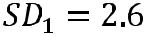 SD₁ = 2.6